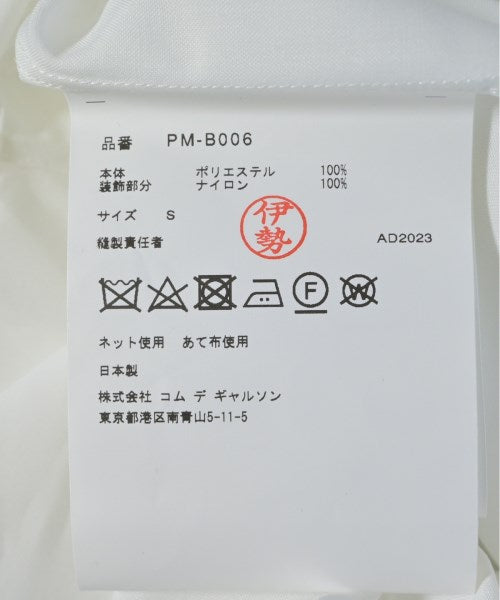 品番 PM-B006
本体 ポリエステル 100%
装飾部分 ナイロン 100%
サイズ S
伊勢
縫製責任者 AD2023
F W
ネット使用 あて布使用
日本製
株式会社 コム デ ギャルソン
東京都港区南青山5-11-5